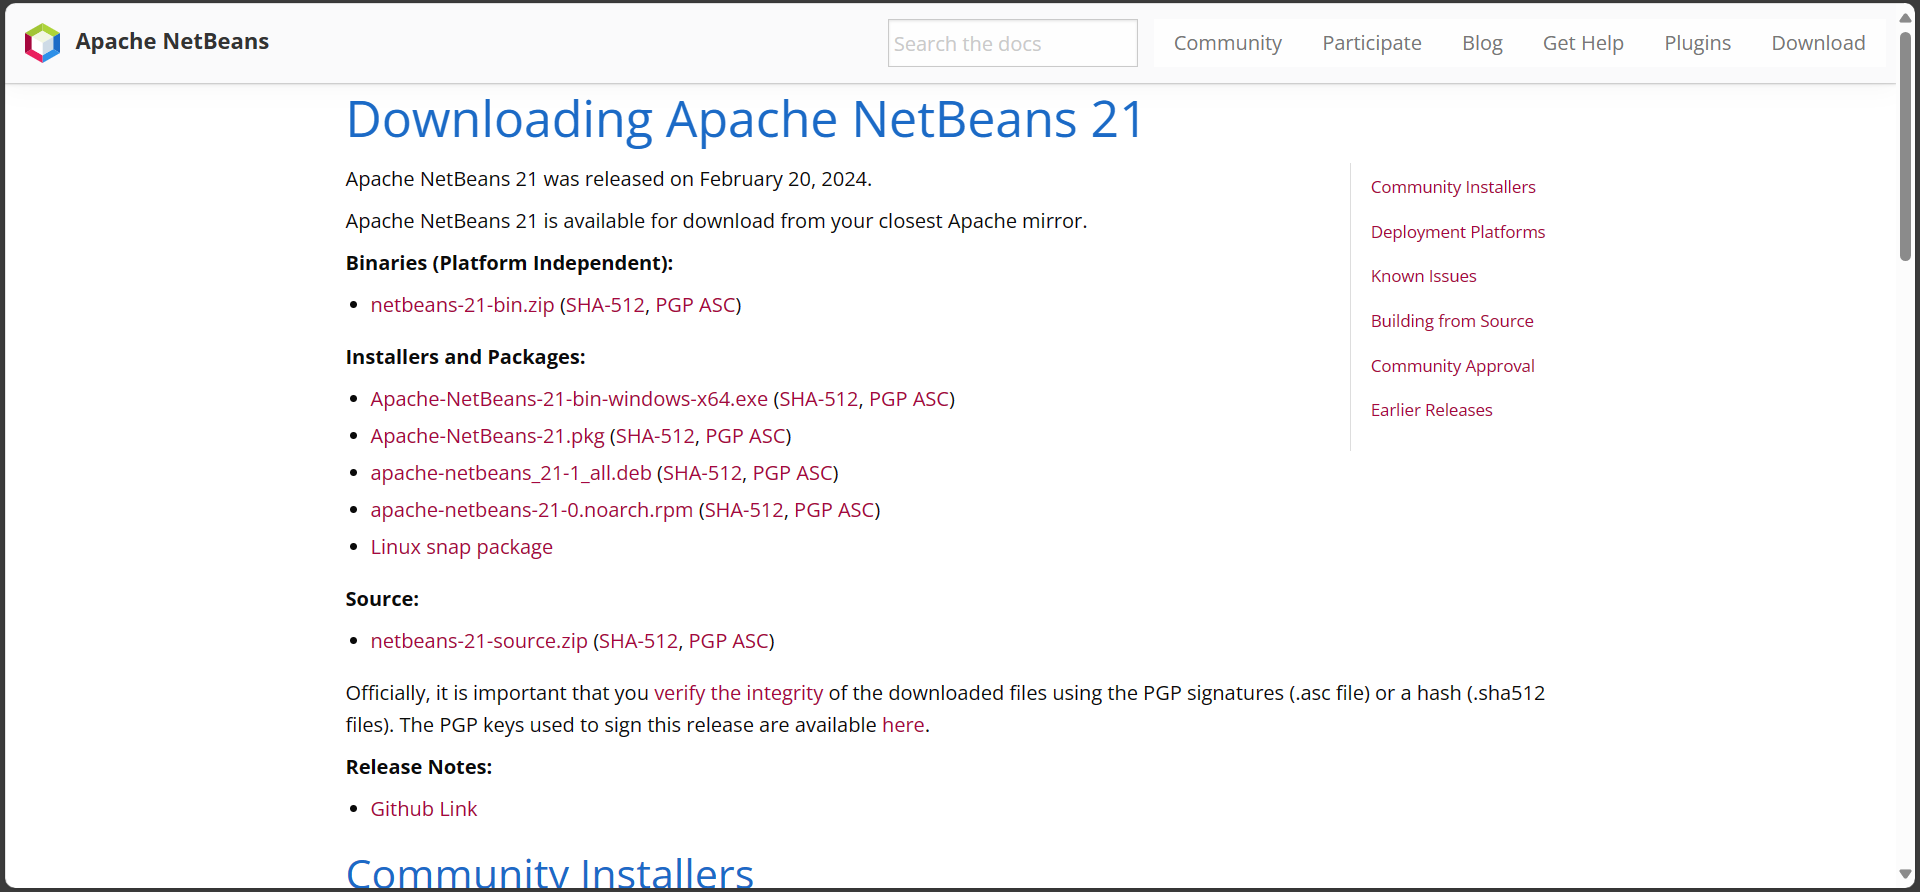 Apache NetBeans
Search the docs
Community
Participate
Blog
Get Help
Plugins
Download
Downloading Apache NetBeans 21
Apache NetBeans 21 was released on February 20, 2024.
Apache NetBeans 21 is available for download from your closest Apache mirror.
Binaries (Platform Independent):
netbeans-21-bin.zip (SHA-512, PGP ASC)
Installers and Packages:
Apache-NetBeans-21-bin-windows-x64.exe (SHA-512, PGP ASC)
Apache-NetBeans-21.pkg (SHA-512, PGP ASC)
apache-netbeans_21-1_all.deb (SHA-512, PGP ASC)
apache-netbeans-21-0.noarch.rpm (SHA-512, PGP ASC)
Linux snap package
Source:
netbeans-21-source.zip (SHA-512, PGP ASC)
Officially, it is important that you verify the integrity of the downloaded files using the PGP signatures (.asc file) or a hash (.sha512
files). The PGP keys used to sign this release are available here.
Release Notes:
Github Link
Community Installers
Community Installers
Deployment Platforms
Known Issues
Building from Source
Community Approval
Earlier Releases